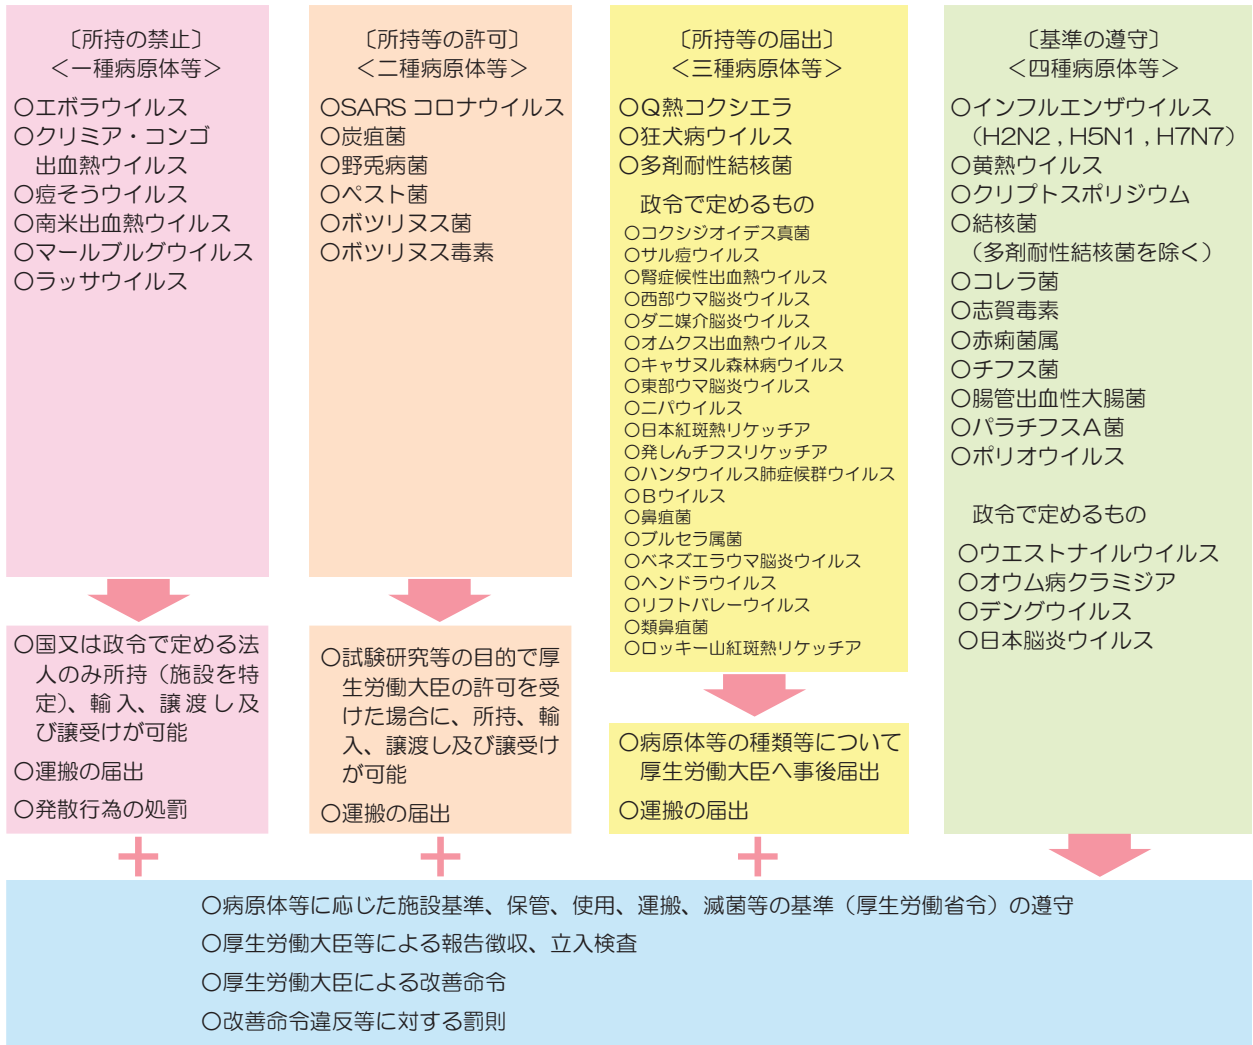 〔所持の禁止〕
＜一種病原体等＞
○エボラウイルス
○クリミア・コンゴ
出血熱ウイルス
○痘そうウイルス
○南米出血熱ウイルス
○マールブルグウイルス
○ラッサウイルス
○国又は政令で定める法
人のみ所持（施設を特
定）、輸入、譲渡し及
び譲受けが可能
○運搬の届出
○発散行為の処罰
〔所持等の許可〕
＜二種病原体等＞
○SARS コロナウイルス
○炭疽菌
○野兎病菌
○ペスト菌
○ボツリヌス菌
○ボツリヌス毒素
○試験研究等の目的で厚
生労働大臣の許可を受
けた場合に、所持、輸
入、譲渡し及び譲受け
が可能
○運搬の届出
〔所持等の届出〕
＜三種病原体等＞
○Q熱コクシエラ
○狂犬病ウイルス
○多剤耐性結核菌
政令で定めるもの
○コクシジオイデス真菌
○サル痘ウイルス
○腎症候性出血熱ウイルス
○西部ウマ脳炎ウイルス
○ダニ媒介脳炎ウイルス
○オムクス出血熱ウイルス
○キャサヌル森林病ウイルス
○東部ウマ脳炎ウイルス
○ニパウイルス
○日本紅斑熱リケッチア
○発しんチフスリケッチア
○ハンタウイルス肺症候群ウイルス
○Bウイルス
○鼻疽菌
○ブルセラ属菌
○ベネズエラウマ脳炎ウイルス
○ヘンドラウイルス
○リフトバレーウイルス
○類鼻疽菌
○ロッキー山紅斑熱リケッチア
○病原体等の種類等について
厚生労働大臣へ事後届出
○運搬の届出
〔基準の遵守〕
＜四種病原体等＞
○インフルエンザウイルス
（H2N2 , H5N1 , H7N7）
○黄熱ウイルス
○クリプトスポリジウム
○結核菌
（多剤耐性結核菌を除く）
○コレラ菌
○志賀毒素
○赤痢菌属
○チフス菌
○腸管出血性大腸菌
○パラチフスA菌
○ポリオウイルス
政令で定めるもの
○ウエストナイルウイルス
○オウム病クラミジア
○デングウイルス
○日本脳炎ウイルス
○病原体等に応じた施設基準、保管、使用、運搬、滅菌等の基準（厚生労働省令）の遵守
○厚生労働大臣等による報告徴収、立入検査
○厚生労働大臣による改善命令
○改善命令違反等に対する罰則